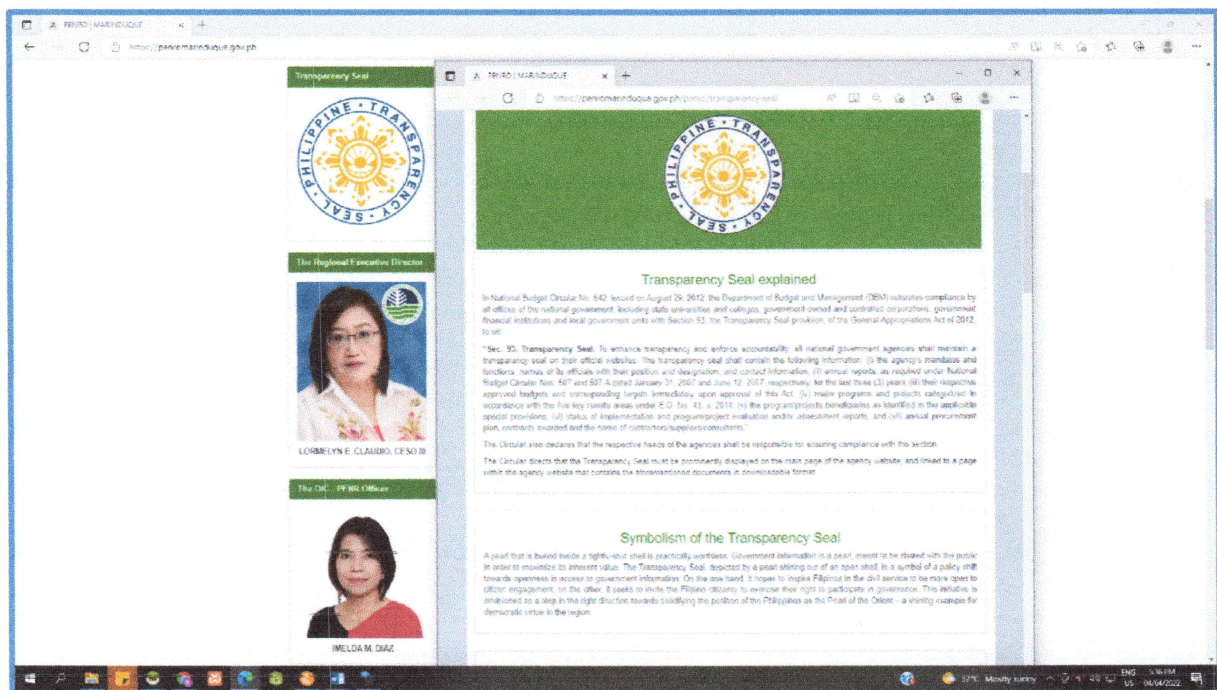 PENRO | MARINDUQUE
https://penromarinduque.gov.ph
Transparency Seal
PHILIPPINE TRANSPARENCY SEAL
The Regional Executive Director
LORMELYN E. CLAUDIO, CESO III
The OIC - PENR Officer
IMELDA M. DIAZ
PENRO | MARINDUQUE
https://penromarinduque.gov.ph/penro/transparency-seal
PHILIPPINE TRANSPARENCY SEAL
Transparency Seal explained
In National Budget Circular No. 542, issued on August 29, 2012, the Department of Budget and Management (DBM) reiterates compliance by
all offices of the national government, including state universities and colleges, government-owned and controlled corporations, government
financial institutions and local government units with Section 93, the Transparency Seal provision, of the General Appropriations Act of 2012,
to wit:
"Sec. 93. Transparency Seal. To enhance transparency and enforce accountability, all national government agencies shall maintain a
transparency seal on their official websites. The transparency seal shall contain the following information: (i) the agency's mandates and
functions, names of its officials with their position and designation, and contact information; (ii) annual reports, as required under National
Budget Circular Nos. 507 and 507-A dated January 31, 2007 and June 12, 2007, respectively, for the last three (3) years; (iii) their respective
approved budgets and corresponding targets immediately upon approval of this Act; (iv) major programs and projects categorized in
accordance with the five key results areas under E.O. No. 43, s. 2011; (v) the program/projects beneficiaries as identified in the applicable
special provisions; (vi) status of implementation and program/project evaluation and/or assessment reports; and (vii) annual procurement
plan, contracts awarded and the name of contractors/suppliers/consultants."
The Circular also declares that the respective heads of the agencies shall be responsible for ensuring compliance with this section.
The Circular directs that the Transparency Seal must be prominently displayed on the main page of the agency website, and linked to a page
within the agency website that contains the aforementioned documents in downloadable format.
Symbolism of the Transparency Seal
A pearl that is buried inside a tightly-shut shell is practically worthless. Government information is a pearl, meant to be shared with the public
in order to maximize its inherent value. The Transparency Seal, depicted by a pearl shining out of an open shell, is a symbol of a policy shift
towards openness in access to government information. On the one hand, it hopes to inspire Filipinos in the civil service to be more open to
citizen engagement; on the other, it seeks to invite the Filipino citizenry to exercise their right to participate in governance. This initiative is
envisioned as a step in the right direction towards solidifying the position of the Philippines as the Pearl of the Orient – a shining example for
democratic virtue in the region.
37°C Mostly sunny
ENG
US
5:36 PM
04/04/2022